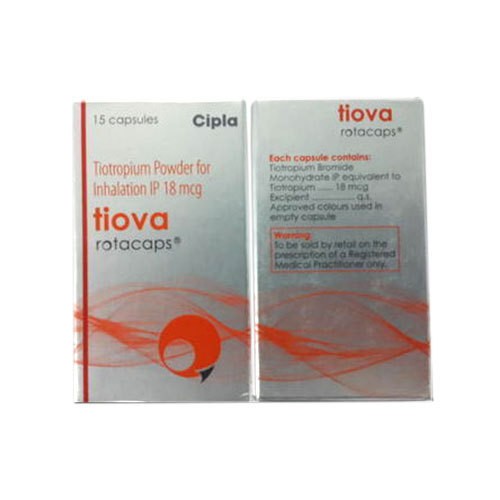 15 capsules
Cipla
Tiotropium Powder for
Inhalation IP 18 mcg
tiova
rotacaps®
tiova
rotacaps®
Each capsule contains:
Tiotropium Bromide
Monohydrate IP equivalent to
Tiotropium ...... 18 mcg
Excipient ................. q.s.
Approved colours used in
empty capsule
Warning:
To be sold by retail on the
prescription of a Registered
Medical Practitioner only.